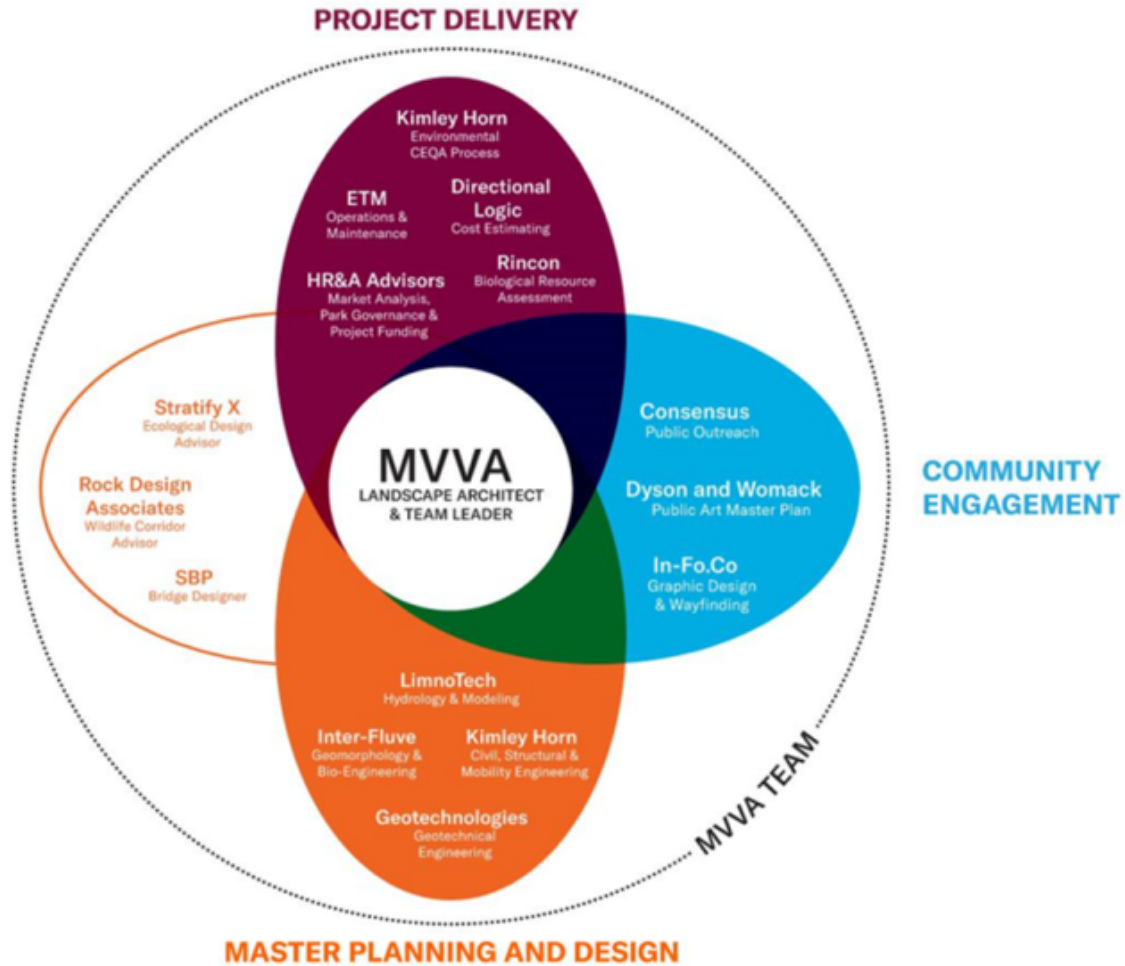 PROJECT DELIVERY
Kimley Horn
Environmental
CEQA Process
ETM
Operations &
Maintenance
Directional
Logic
Cost Estimating
HR&A Advisors
Market Analysis,
Park Governance &
Project Funding
Rincon
Biological Resource
Assessment
Stratify X
Ecological Design
Advisor
Rock Design
Associates
Wildlife Corridor
Advisor
SBP
Bridge Designer
MVVA
LANDSCAPE ARCHITECT
& TEAM LEADER
Consensus
Public Outreach
Dyson and Womack
Public Art Master Plan
In-Fo.Co
Graphic Design
& Wayfinding
COMMUNITY
ENGAGEMENT
LimnoTech
Hydrology & Modeling
Inter-Fluve
Geomorphology &
Bio-Engineering
Kimley Horn
Civil, Structural &
Mobility Engineering
Geotechnologies
Geotechnical
Engineering
MVVA TEAM
MASTER PLANNING AND DESIGN